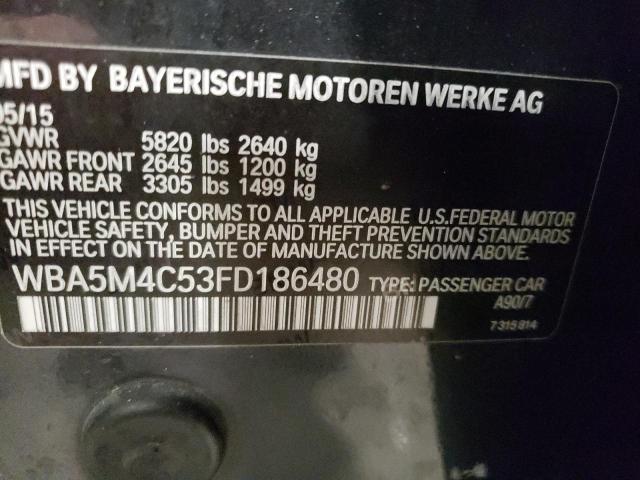 MFD BY BAYERISCHE MOTOREN WERKE AG
05/15
GVWR 5820 lbs 2640 kg
GAWR FRONT 2645 lbs 1200 kg
GAWR REAR 3305 lbs 1499 kg
THIS VEHICLE CONFORMS TO ALL APPLICABLE U.S.FEDERAL MOTOR
VEHICLE SAFETY, BUMPER AND THEFT PREVENTION STANDARDS
IN EFFECT ON THE DATE OF MANUFACTURE SHOWN ABOVE.
WBA5M4C53FD186480 TYPE: PASSENGER CAR
A90/7
7315814